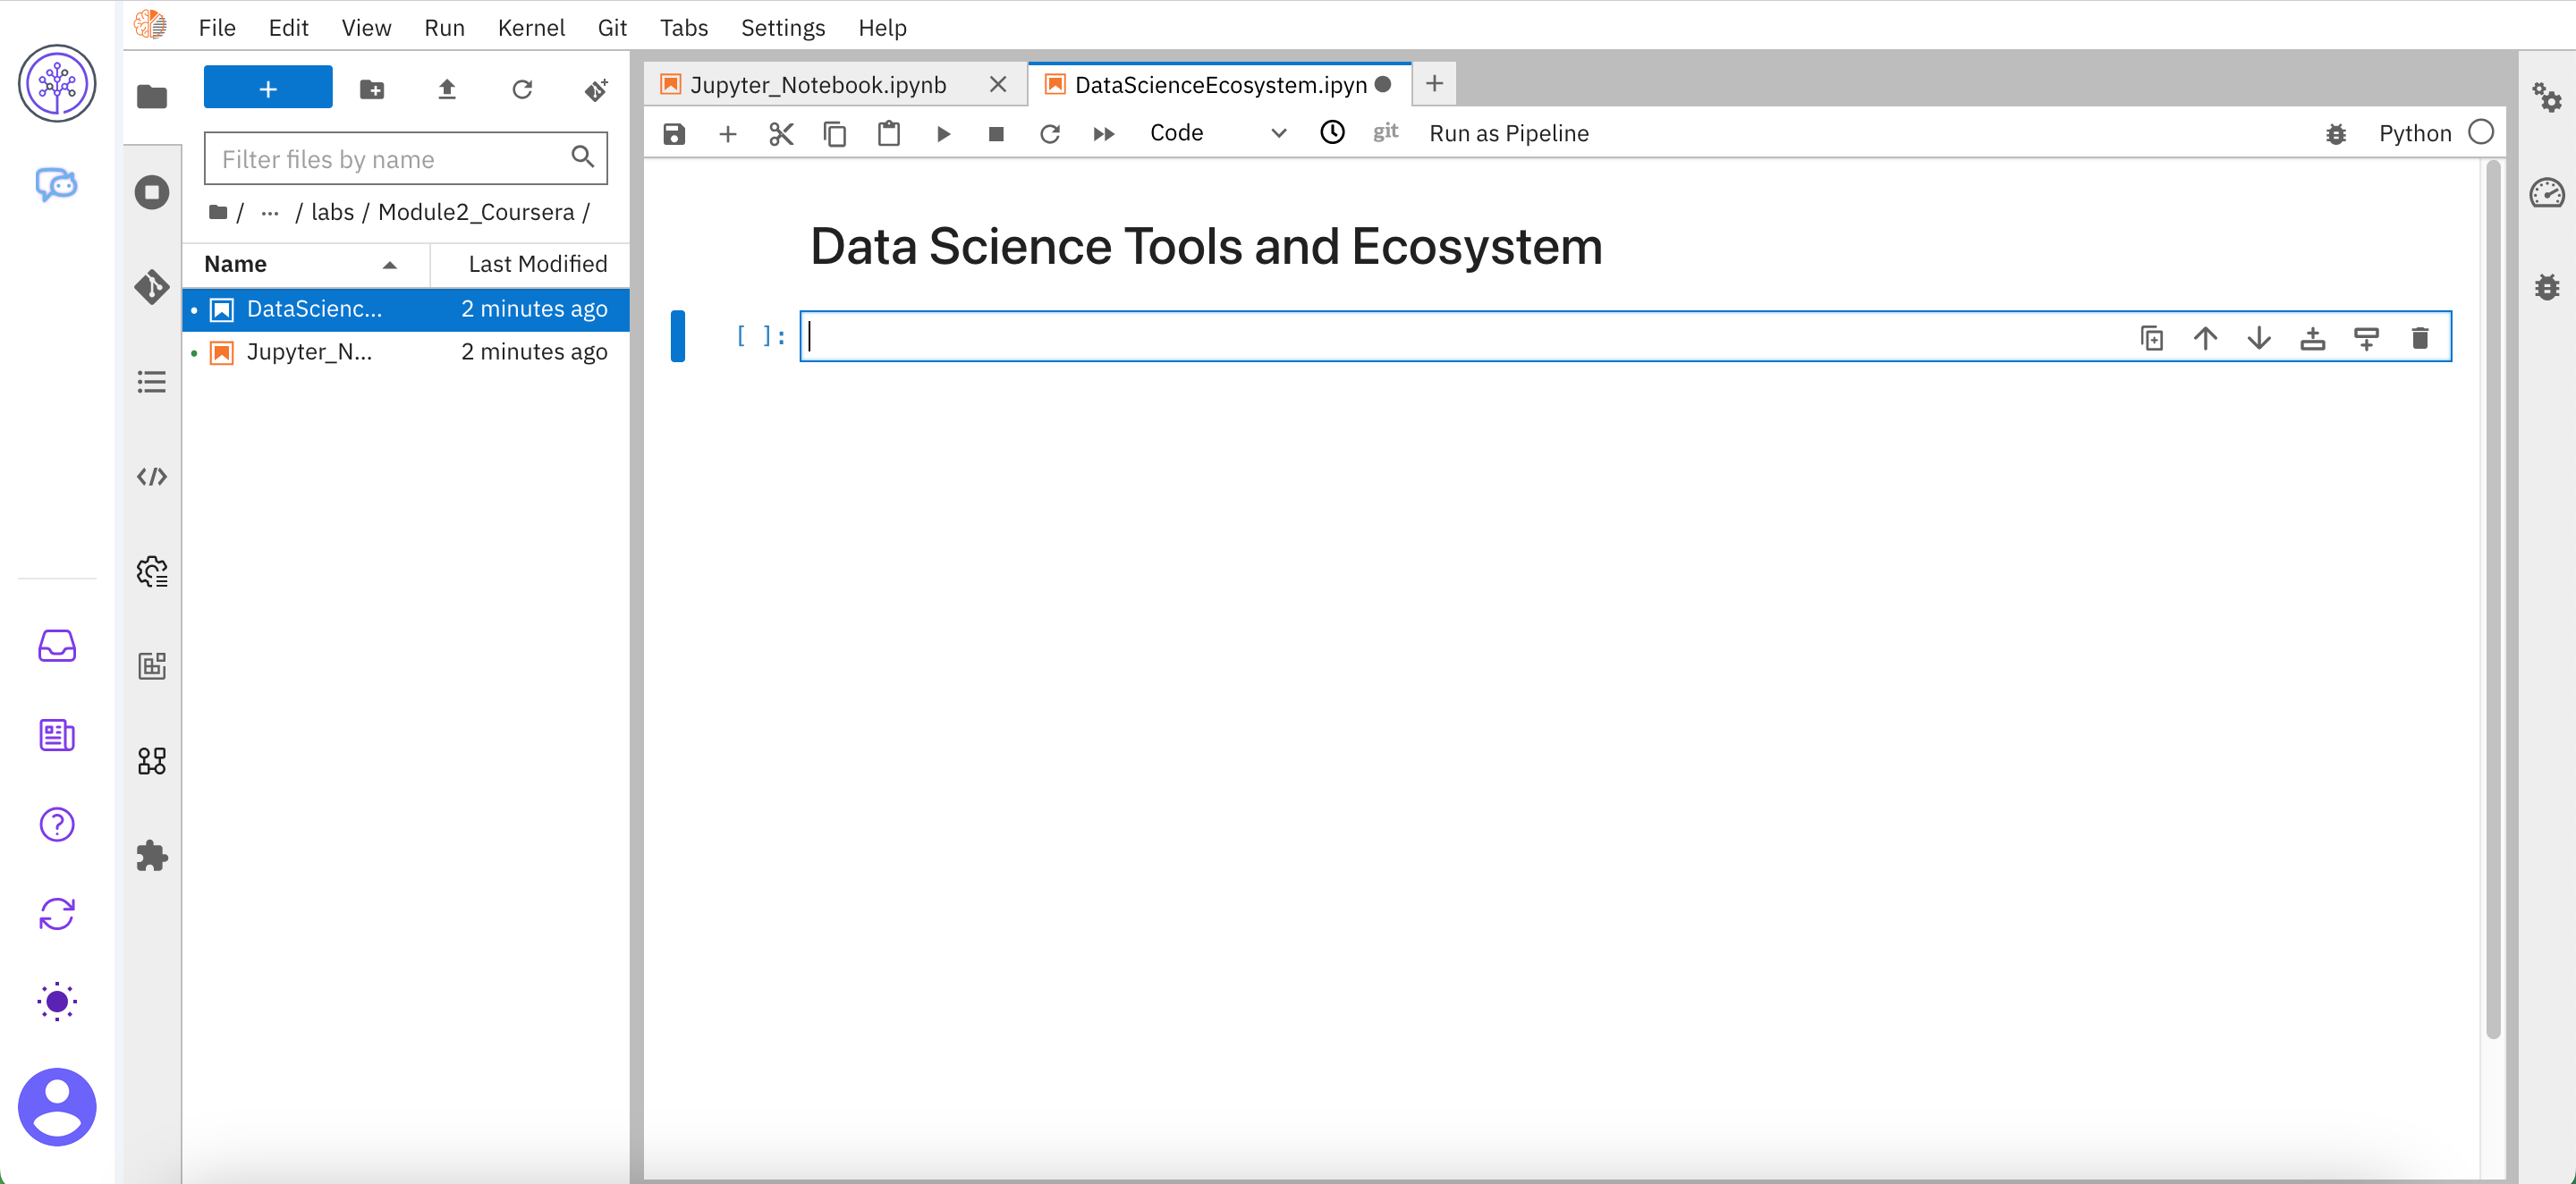 File Edit View Run Kernel Git Tabs Settings Help
Filter files by name
/ ... / labs / Module2_Coursera /
Name Last Modified
DataScienc... 2 minutes ago
Jupyter_N... 2 minutes ago
Jupyter_Notebook.ipynb
DataScienceEcosystem.ipyn
Code git Run as Pipeline Python
Data Science Tools and Ecosystem
[ ]: